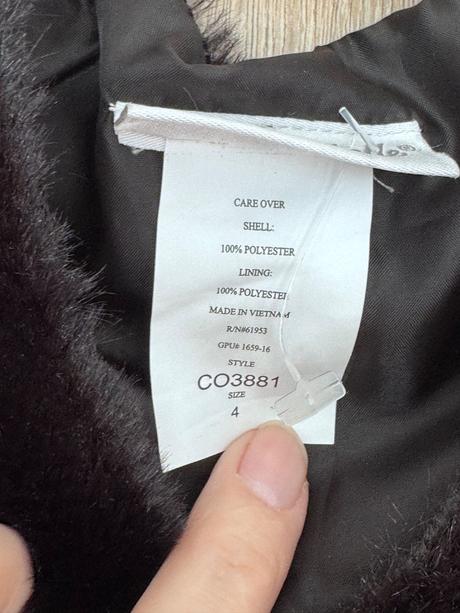 CARE OVER
SHELL:
100% POLYESTER
LINING:
100% POLYESTER
MADE IN VIETNAM
R/N#61953
GPU# 1659-16
STYLE
CO3881
SIZE
4